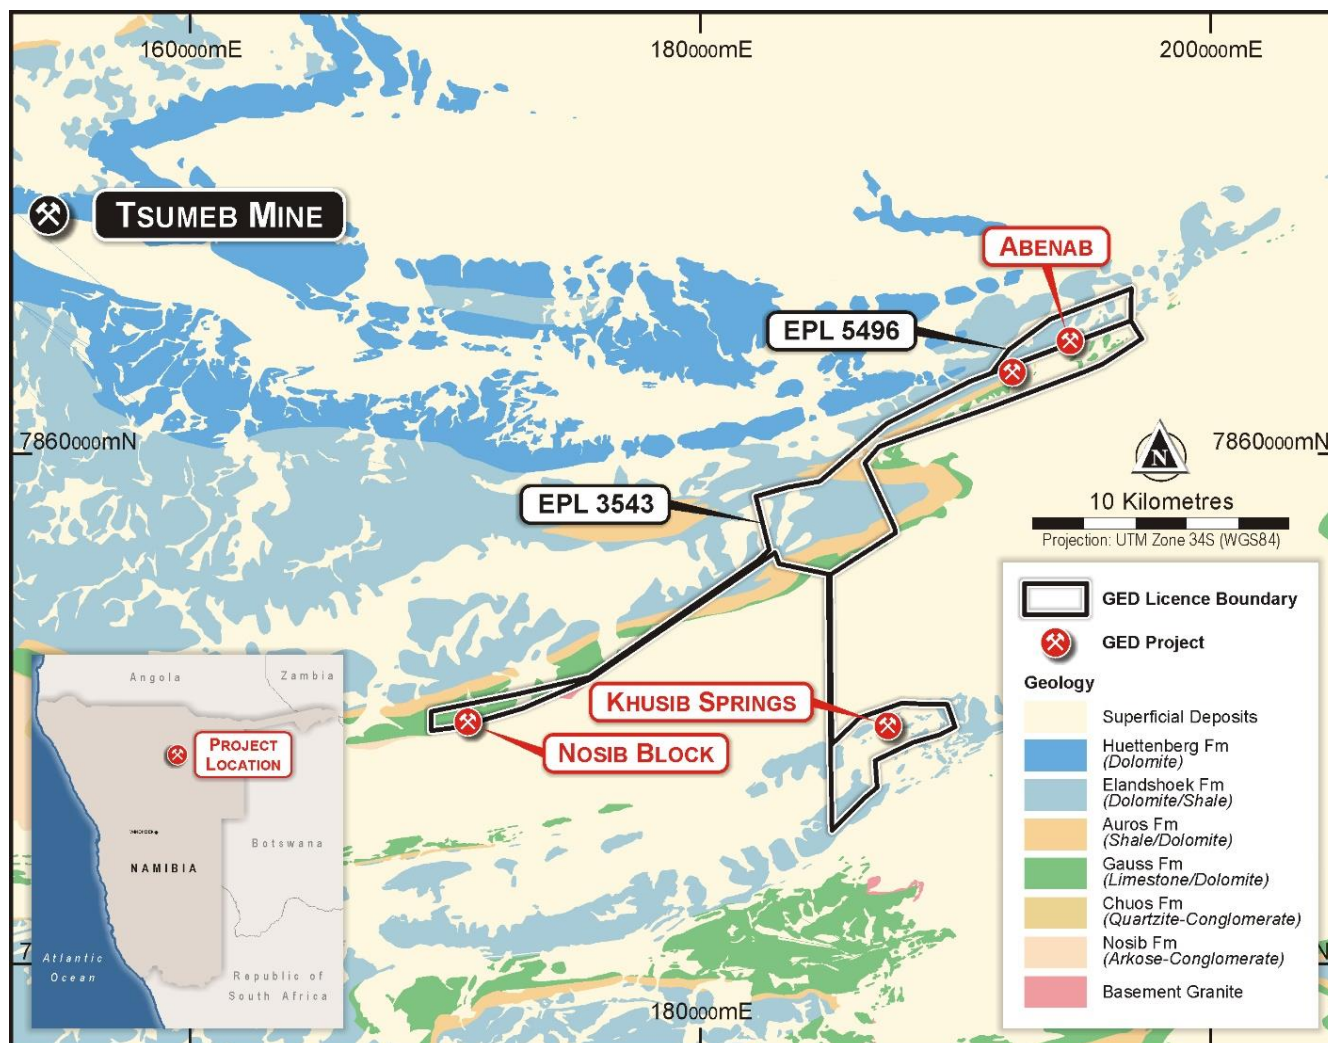 160000mE
180000mE
200000mE
TSUMEB MINE
ABENAB
EPL 5496
7860000mN
7860000mN
N
EPL 3543
10 Kilometres
Projection: UTM Zone 34S (WGS84)
KHUSIB SPRINGS
NOSIB BLOCK
GED Licence Boundary
GED Project
Geology
Superficial Deposits
Huettenberg Fm
(Dolomite)
Elandshoek Fm
(Dolomite/Shale)
Auros Fm
(Shale/Dolomite)
Gauss Fm
(Limestone/Dolomite)
Chuos Fm
(Quartzite-Conglomerate)
Nosib Fm
(Arkose-Conglomerate)
Basement Granite
Angola
Zambia
PROJECT
LOCATION
WINDHOEK
NAMIBIA
Botswana
Atlantic
Ocean
Republic of
South Africa
7
N
180000mE